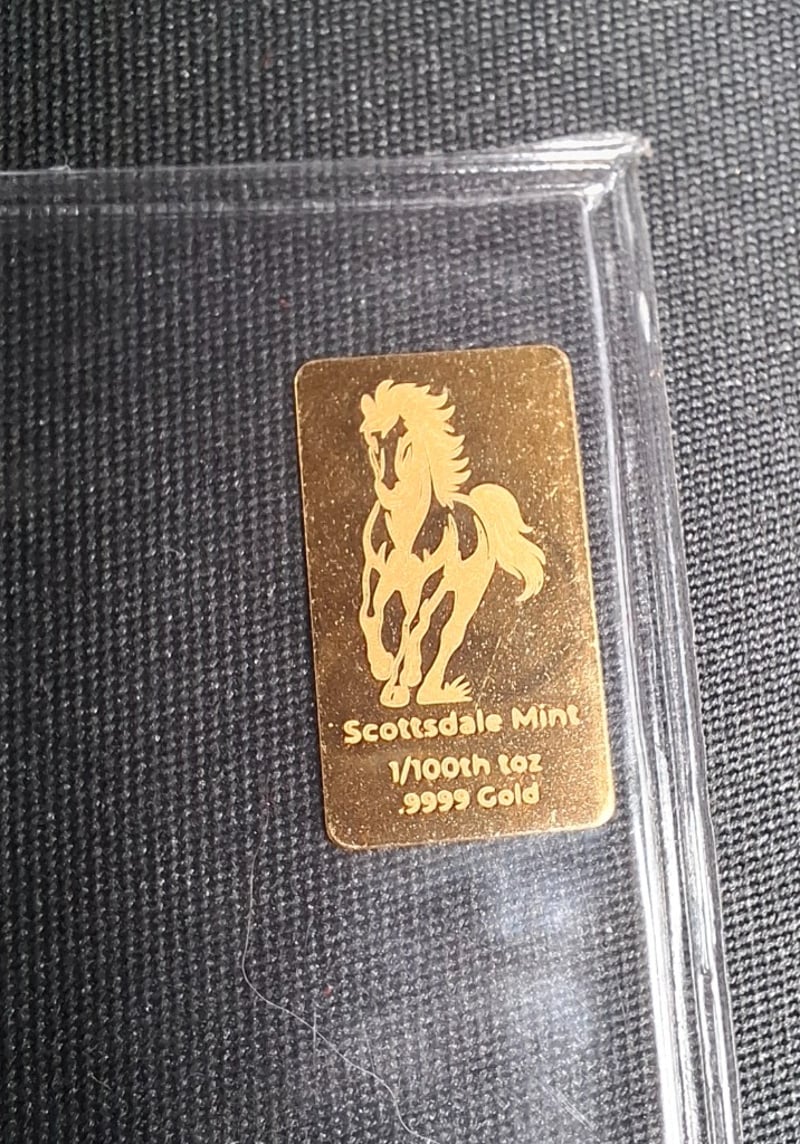 Scottsdale Mint
1/100th toz
.9999 Gold